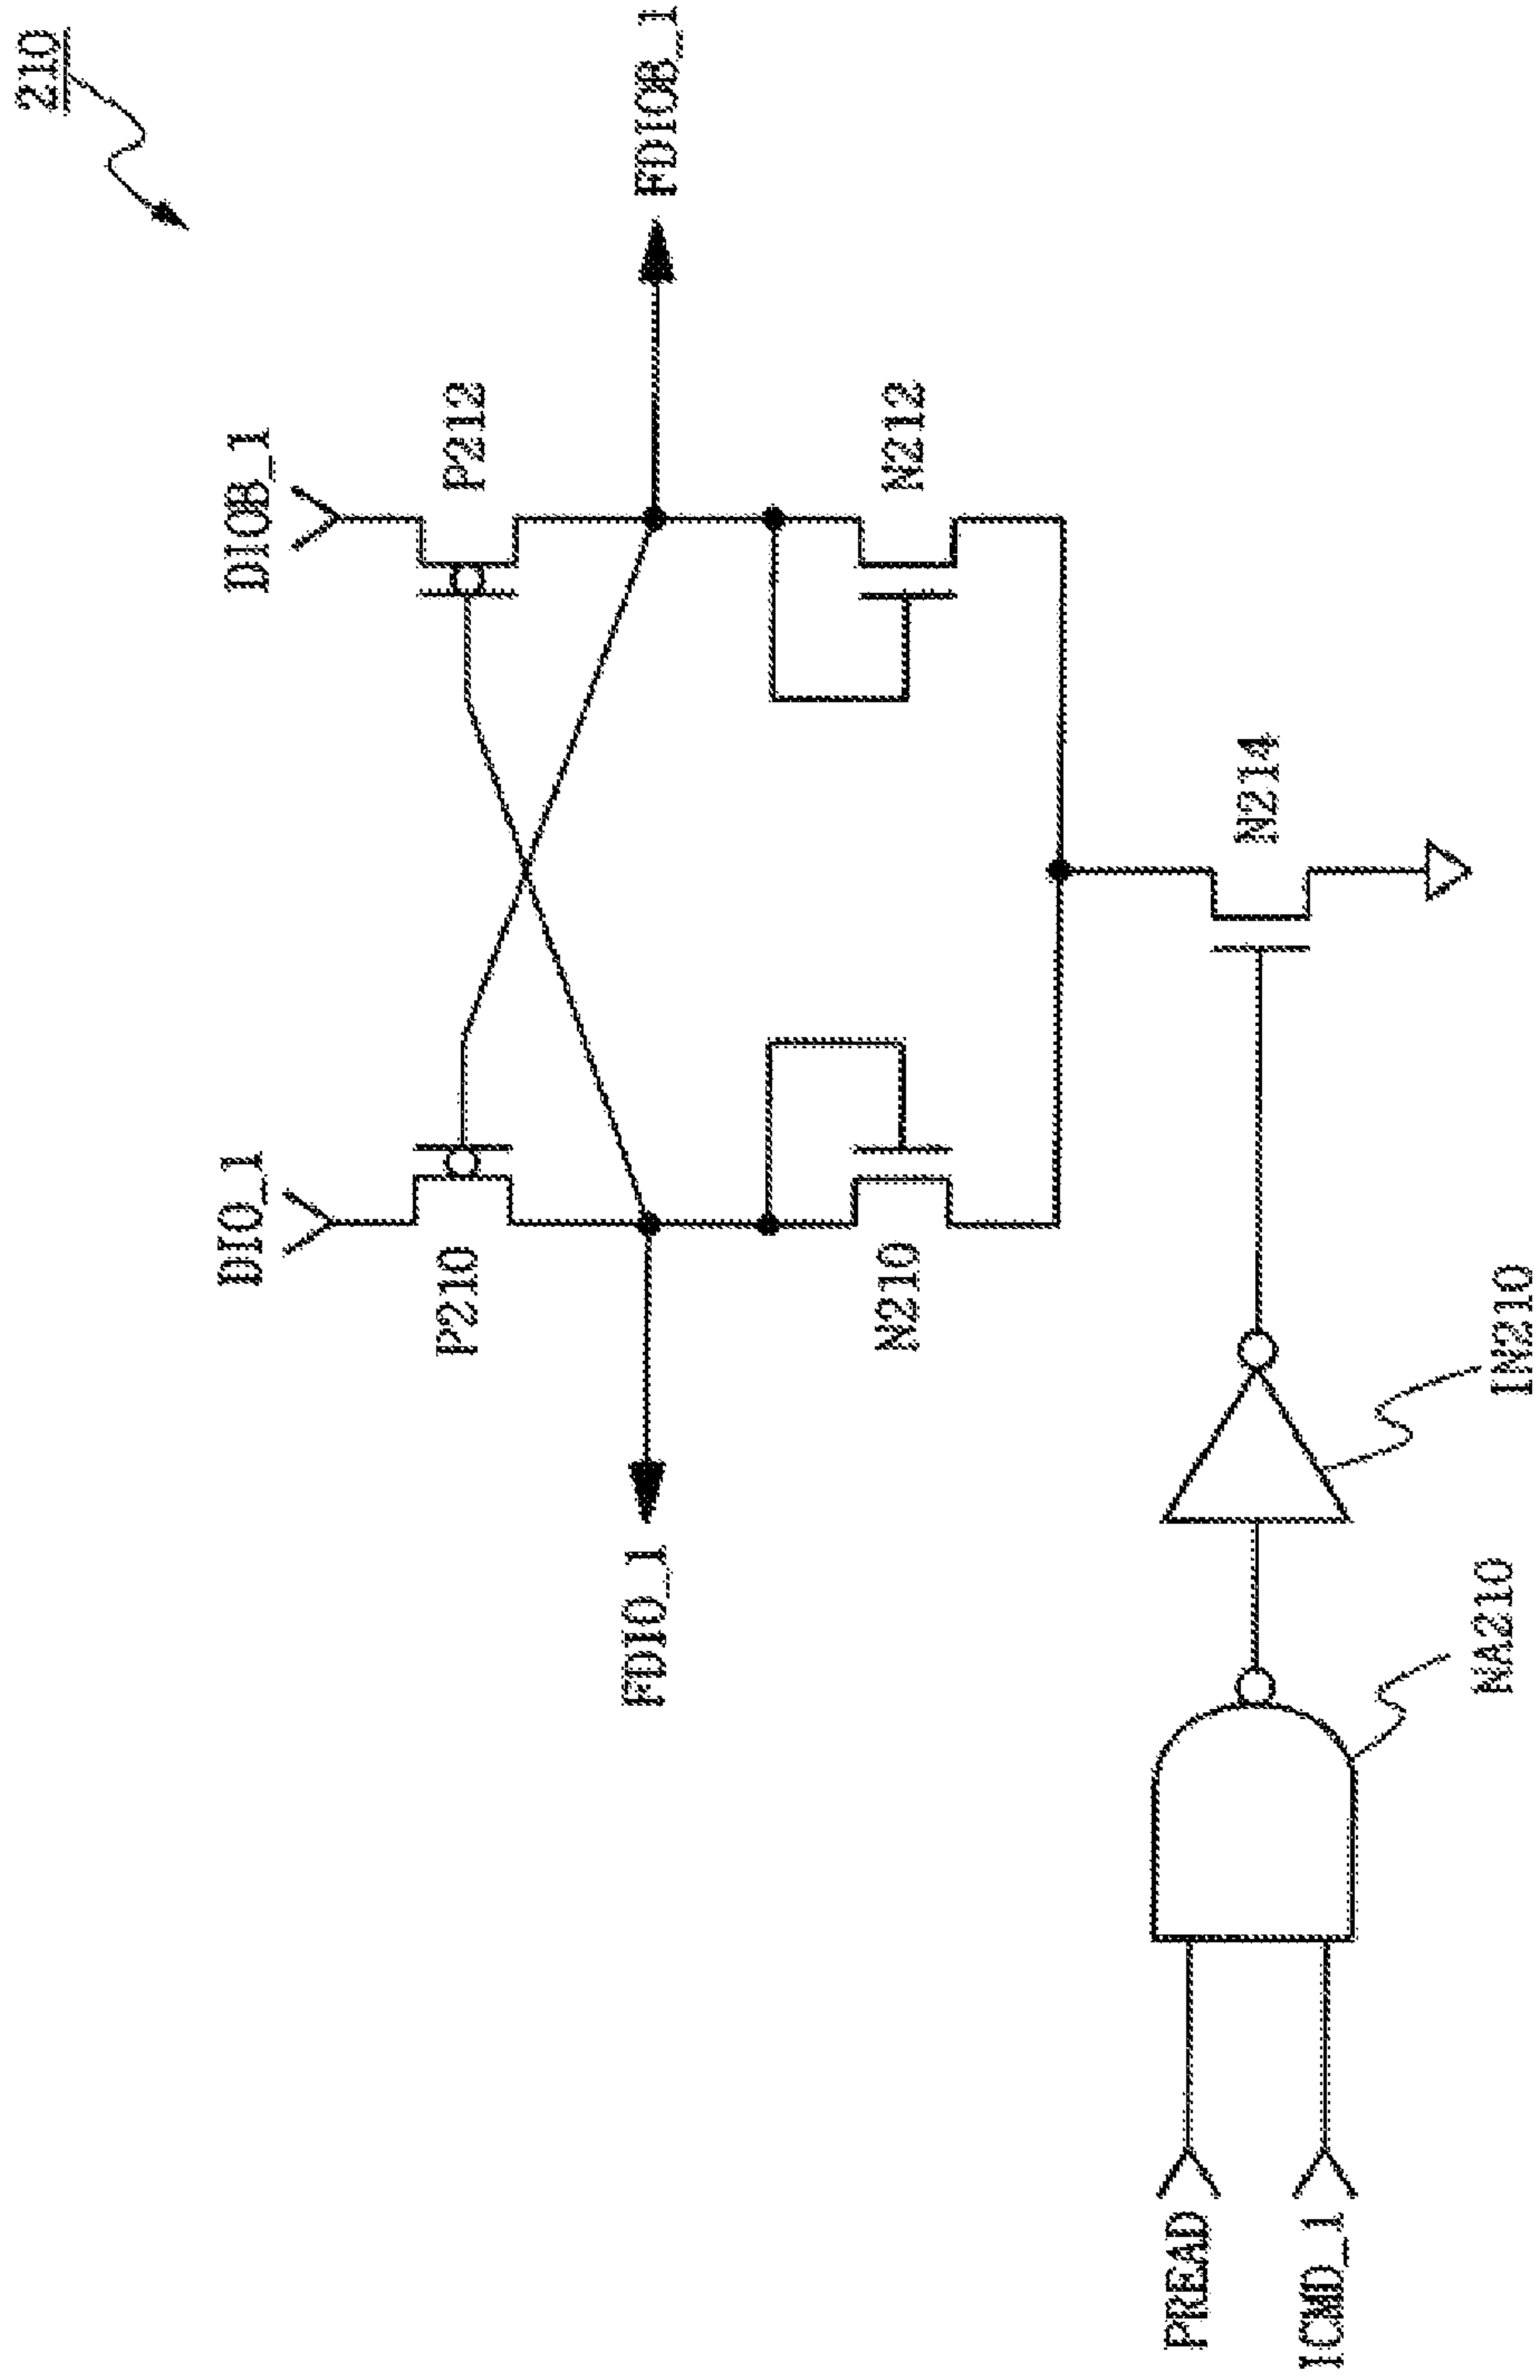 210
DIO_1
DIOB_1
P210
P212
FDIO_1
FDIOB_1
N210
N212
PREAD
ICMD_1
NA210
IN210
N214